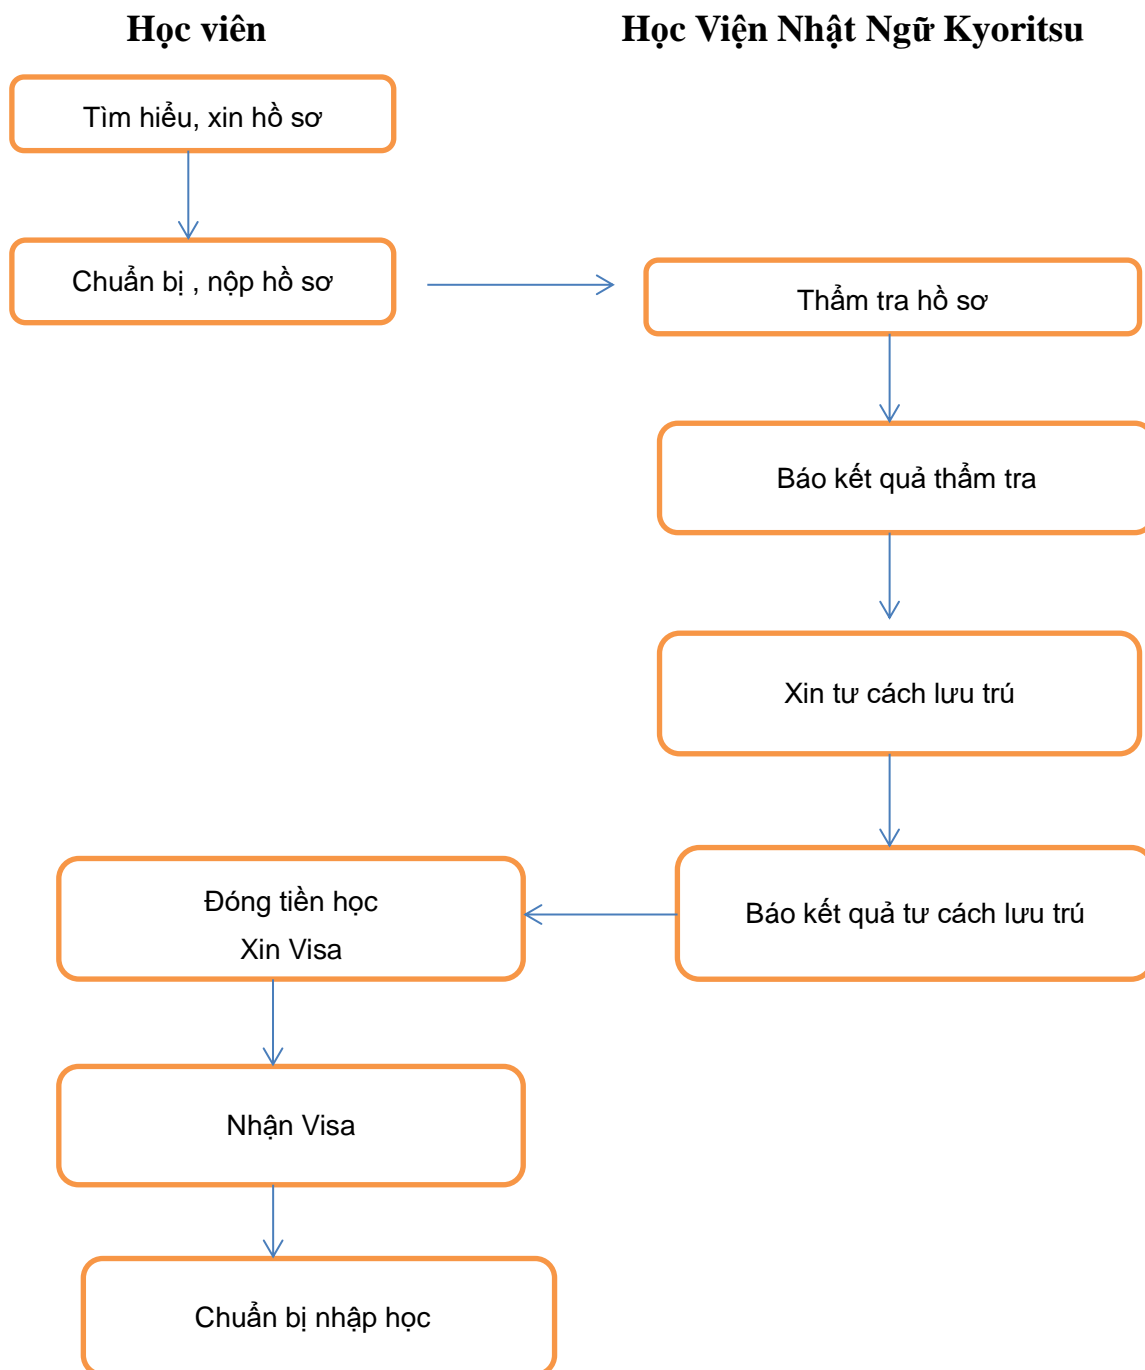 Học viên
Học Viện Nhật Ngữ Kyoritsu
Tìm hiểu, xin hồ sơ
Chuẩn bị , nộp hồ sơ
Thẩm tra hồ sơ
Báo kết quả thẩm tra
Xin tư cách lưu trú
Báo kết quả tư cách lưu trú
Đóng tiền học
Xin Visa
Nhận Visa
Chuẩn bị nhập học